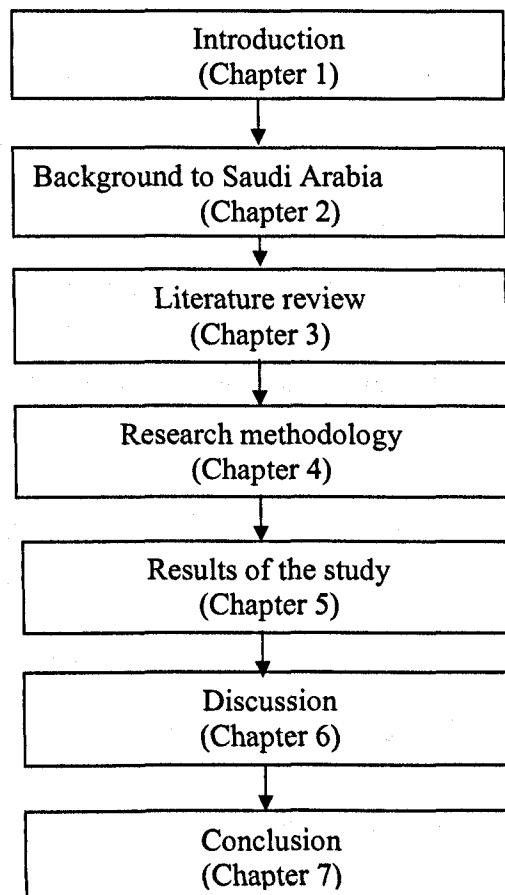 Introduction
(Chapter 1)
Background to Saudi Arabia
(Chapter 2)
Literature review
(Chapter 3)
Research methodology
(Chapter 4)
Results of the study
(Chapter 5)
Discussion
(Chapter 6)
Conclusion
(Chapter 7)